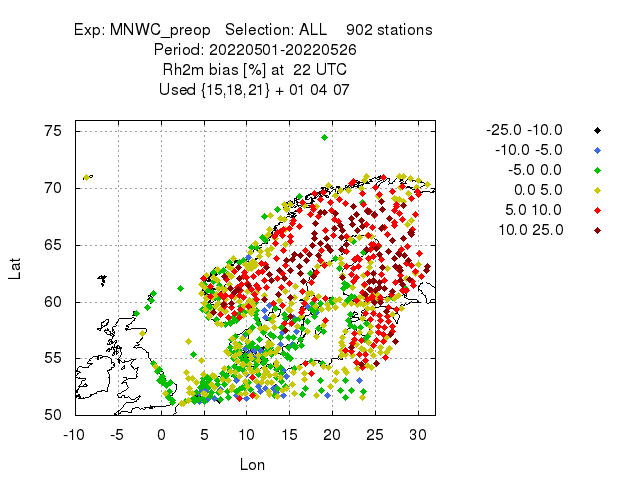 Exp: MNWC_preop   Selection: ALL    902 stations
Period: 20220501-20220526
Rh2m bias [%] at  22 UTC
Used {15,18,21} + 01 04 07
-25.0 -10.0
-10.0 -5.0
-5.0 0.0
0.0 5.0
5.0 10.0
10.0 25.0
75
70
65
60
55
50
Lat
-10 -5 0 5 10 15 20 25 30
Lon